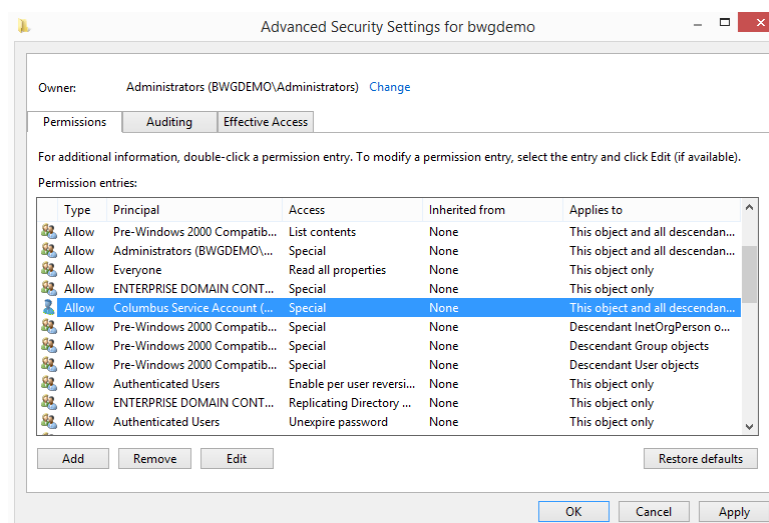 Advanced Security Settings for bwgdemo
Owner: Administrators (BWGDEMO\Administrators) Change
Permissions Auditing Effective Access
For additional information, double-click a permission entry. To modify a permission entry, select the entry and click Edit (if available).
Permission entries:
Type Principal Access Inherited from Applies to
Allow Pre-Windows 2000 Compatib... List contents None This object and all descendan...
Allow Administrators (BWGDEMO\... Special None This object and all descendan...
Allow Everyone Read all properties None This object only
Allow ENTERPRISE DOMAIN CONT... Special None This object only
Allow Columbus Service Account (... Special None This object and all descendan...
Allow Pre-Windows 2000 Compatib... Special None Descendant InetOrgPerson o...
Allow Pre-Windows 2000 Compatib... Special None Descendant Group objects
Allow Pre-Windows 2000 Compatib... Special None Descendant User objects
Allow Authenticated Users Enable per user reversi... None This object only
Allow ENTERPRISE DOMAIN CONT... Replicating Directory ... None This object only
Allow Authenticated Users Unexpire password None This object only
Add Remove Edit Restore defaults
OK Cancel Apply